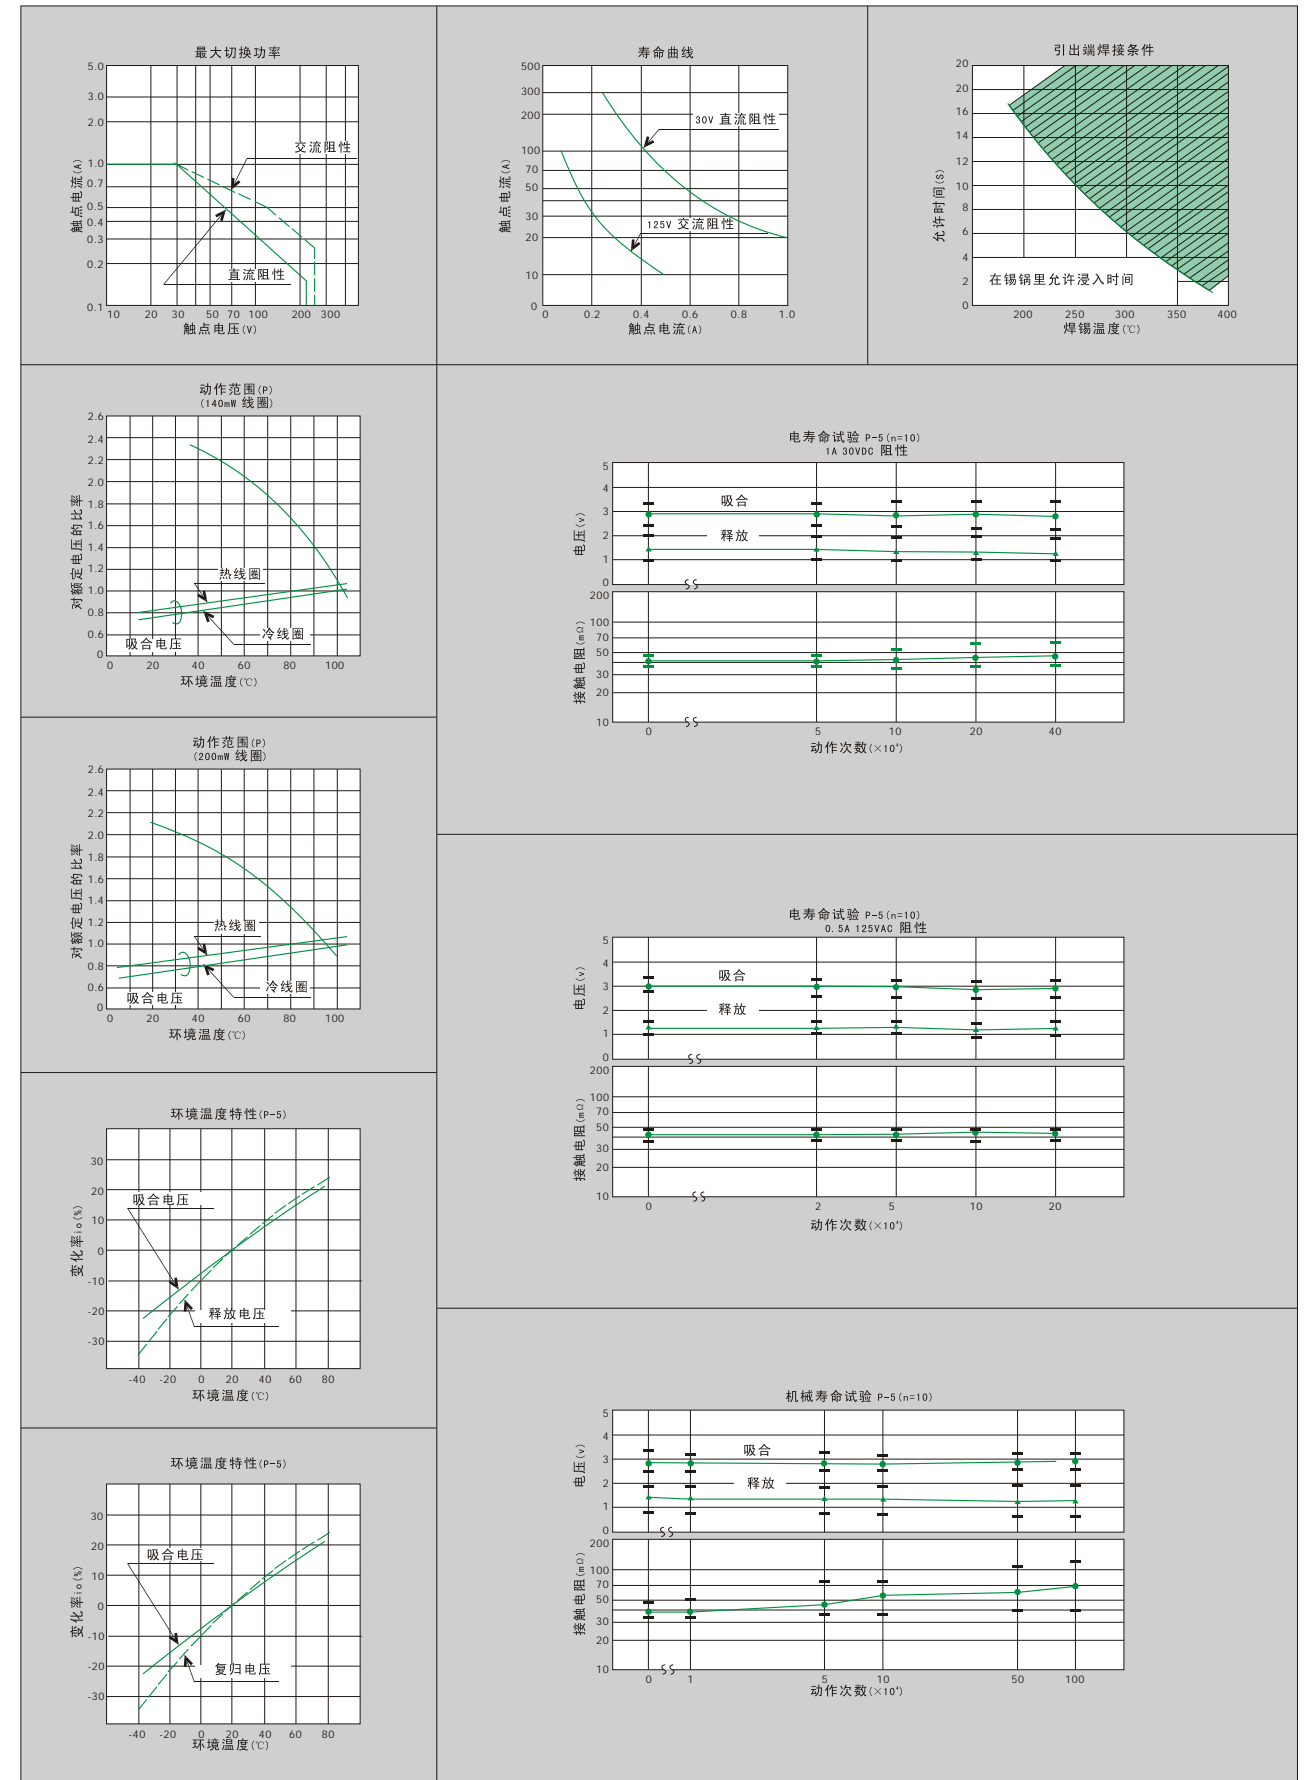 最大切换功率
5.0
3.0
2.0
1.0
0.7
0.5
0.4
0.3
0.2
0.1
触点电流(A)
交流阻性
直流阻性
10 20 30 50 70 100 200 300
触点电压(V)
寿命曲线
500
300
200
100
70
50
30
20
10
0
触点电流(A)
30V 直流阻性
125V 交流阻性
0 0.2 0.4 0.6 0.8 1.0
触点电流(A)
引出端焊接条件
20
20
16
14
12
10
8
6
4
2
0
允许时间(S)
在锡锅里允许浸入时间
200 250 300 350 400
焊锡温度(℃)
动作范围(P)
(140mW 线圈)
2.6
2.4
2.2
2.0
1.8
1.6
1.4
1.2
1.0
0.8
0.6
0
对额定电压的比率
热线圈
冷线圈
吸合电压
0 20 40 60 80 100
环境温度(℃)
动作范围(P)
(200mW 线圈)
2.6
2.4
2.2
2.0
1.8
1.6
1.4
1.2
1.0
0.8
0.6
0
对额定电压的比率
热线圈
冷线圈
吸合电压
0 20 40 60 80 100
环境温度(℃)
环境温度特性(P-5)
30
20
10
0
-10
-20
-30
变化率io(%)
吸合电压
释放电压
-40 -20 0 20 40 60 80
环境温度(℃)
环境温度特性(P-5)
30
20
10
0
-10
-20
-30
变化率io(%)
吸合电压
复归电压
-40 -20 0 20 40 60 80
环境温度(℃)
电寿命试验 P-5(n=10)
1A 30VDC 阻性
5
4
3
2
1
0
电压(v)
吸合
释放
200
100
70
50
30
20
10
接触电阻(mΩ)
0 5 10 20 40
动作次数(×10⁴)
电寿命试验 P-5(n=10)
0.5A 125VAC 阻性
5
4
3
2
1
0
电压(v)
吸合
释放
200
100
70
50
30
20
10
接触电阻(mΩ)
0 2 5 10 20
动作次数(×10⁴)
机械寿命试验 P-5(n=10)
5
4
3
2
1
0
电压(v)
吸合
释放
200
100
70
50
30
20
10
接触电阻(mΩ)
0 1 5 10 50 100
动作次数(×10⁴)